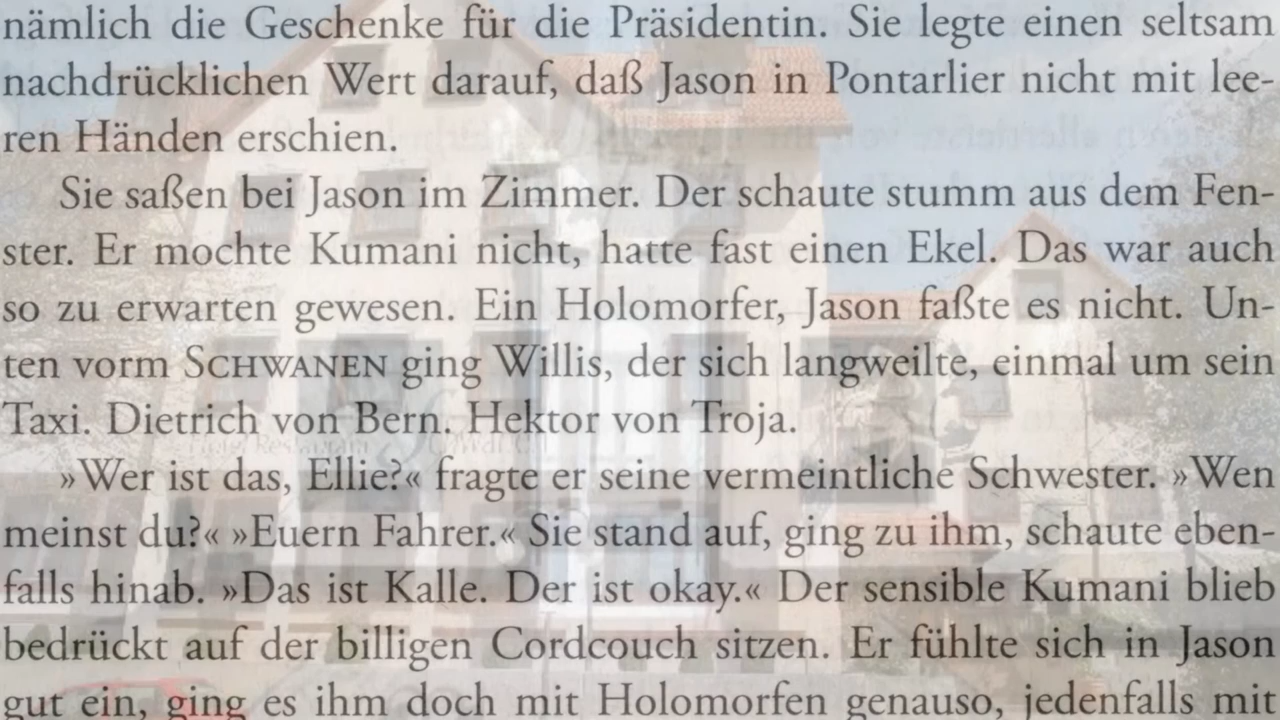 nämlich die Geschenke für die Präsidentin. Sie legte einen seltsam
nachdrücklichen Wert darauf, daß Jason in Pontarlier nicht mit lee-
ren Händen erschien.
Sie saßen bei Jason im Zimmer. Der schaute stumm aus dem Fen-
ster. Er mochte Kumani nicht, hatte fast einen Ekel. Das war auch
so zu erwarten gewesen. Ein Holomorfer, Jason faßte es nicht. Un-
ten vorm SCHWANEN ging Willis, der sich langweilte, einmal um sein
Taxi. Dietrich von Bern. Hektor von Troja.
»Wer ist das, Ellie?« fragte er seine vermeintliche Schwester. »Wen
meinst du?« »Euern Fahrer.« Sie stand auf, ging zu ihm, schaute eben-
falls hinab. »Das ist Kalle. Der ist okay.« Der sensible Kumani blieb
bedrückt auf der billigen Cordcouch sitzen. Er fühlte sich in Jason
gut ein, ging es ihm doch mit Holomorfen genauso, jedenfalls mit